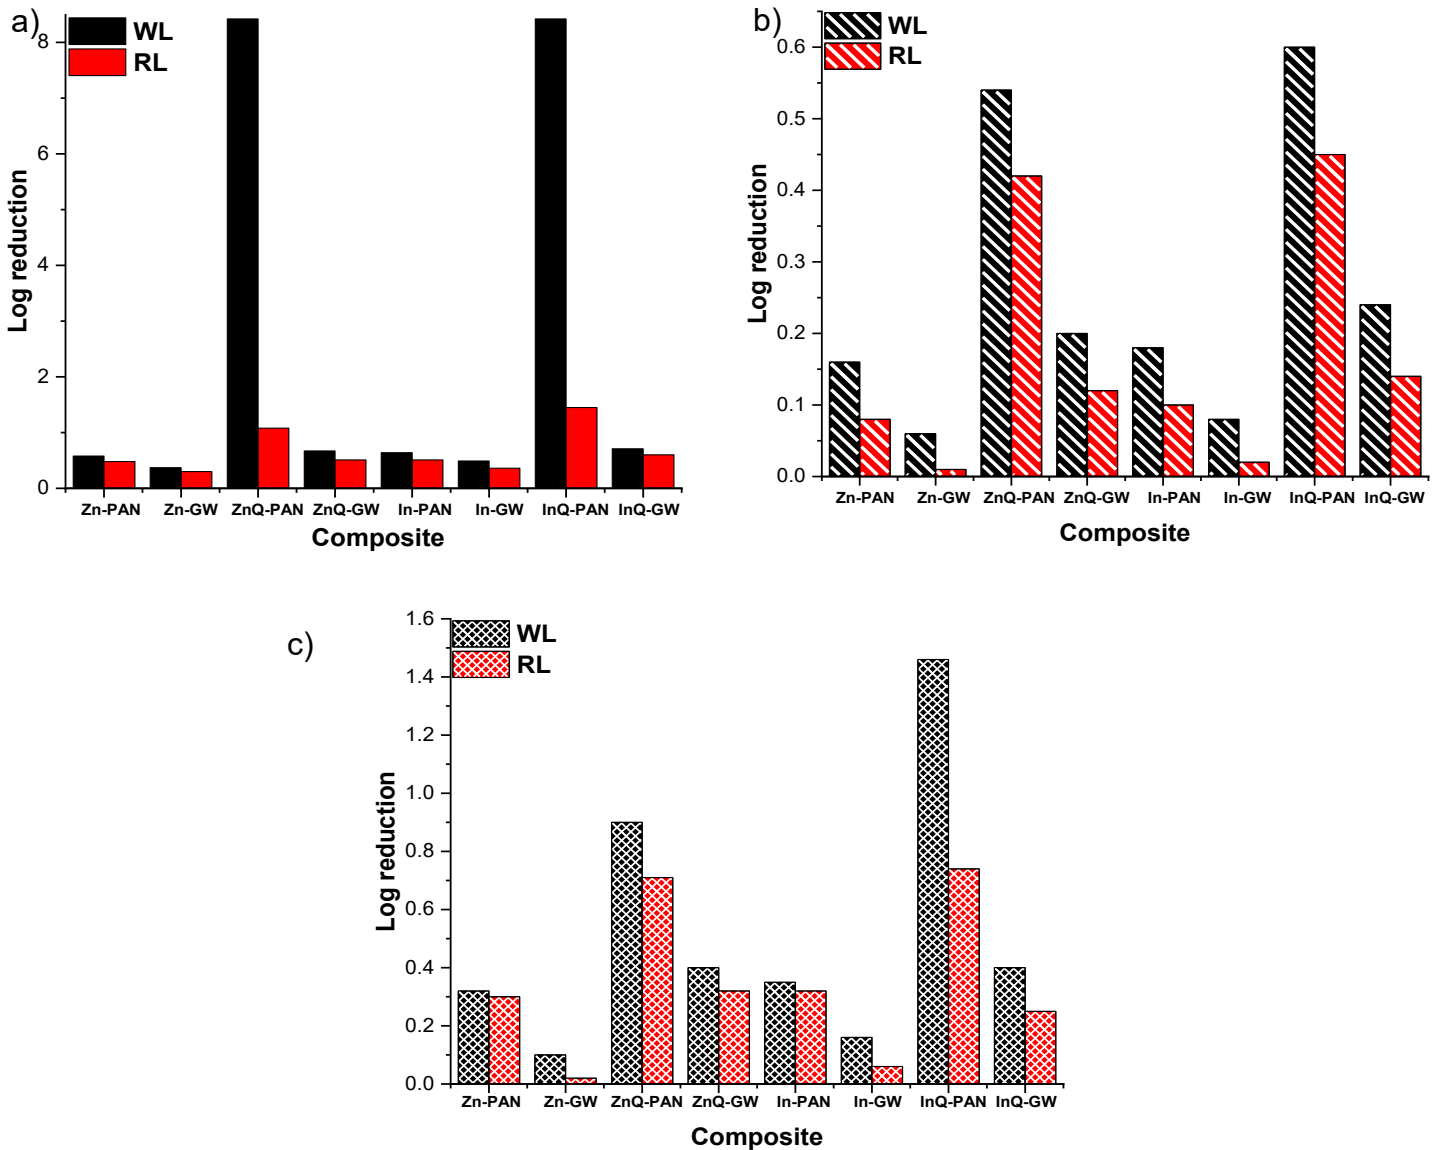 a)
WL
RL
8
6
4
2
0
Log reduction
Zn-PAN Zn-GW ZnQ-PAN ZnQ-GW In-PAN In-GW InQ-PAN InQ-GW
Composite
b)
WL
RL
0.6
0.5
0.4
0.3
0.2
0.1
0.0
Log reduction
Zn-PAN Zn-GW ZnQ-PAN ZnQ-GW In-PAN In-GW InQ-PAN InQ-GW
Composite
c)
WL
RL
1.6
1.4
1.2
1.0
0.8
0.6
0.4
0.2
0.0
Log reduction
Zn-PAN Zn-GW ZnQ-PAN ZnQ-GW In-PAN In-GW InQ-PAN InQ-GW
Composite